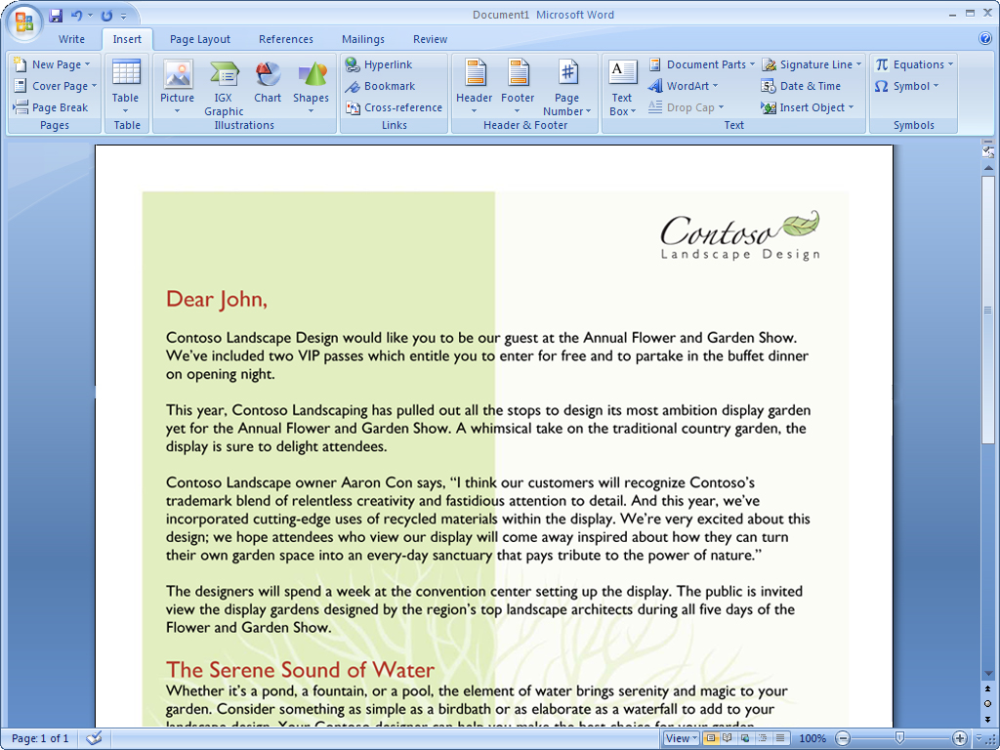 Document1 Microsoft Word
Write Insert Page Layout References Mailings Review
New Page
Cover Page
Page Break
Pages
Table
Table
Picture
IGX Graphic
Chart
Shapes
Illustrations
Hyperlink
Bookmark
Cross-reference
Links
Header
Footer
Page Number
Header & Footer
A
Text Box
Document Parts
WordArt
Drop Cap
Signature Line
Date & Time
Insert Object
Text
π Equations
Ω Symbol
Symbols
Contoso
Landscape Design
Dear John,
Contoso Landscape Design would like you to be our guest at the Annual Flower and Garden Show.
We’ve included two VIP passes which entitle you to enter for free and to partake in the buffet dinner
on opening night.
This year, Contoso Landscaping has pulled out all the stops to design its most ambition display garden
yet for the Annual Flower and Garden Show. A whimsical take on the traditional country garden, the
display is sure to delight attendees.
Contoso Landscape owner Aaron Con says, “I think our customers will recognize Contoso’s
trademark blend of relentless creativity and fastidious attention to detail. And this year, we’ve
incorporated cutting-edge uses of recycled materials within the display. We’re very excited about this
design; we hope attendees who view our display will come away inspired about how they can turn
their own garden space into an every-day sanctuary that pays tribute to the power of nature.”
The designers will spend a week at the convention center setting up the display. The public is invited
view the display gardens designed by the region’s top landscape architects during all five days of the
Flower and Garden Show.
The Serene Sound of Water
Whether it’s a pond, a fountain, or a pool, the element of water brings serenity and magic to your
garden. Consider something as simple as a birdbath or as elaborate as a waterfall to add to your
landscape design. Your Contoso designer can help you make the best choice for your garden
Page: 1 of 1
View
100%